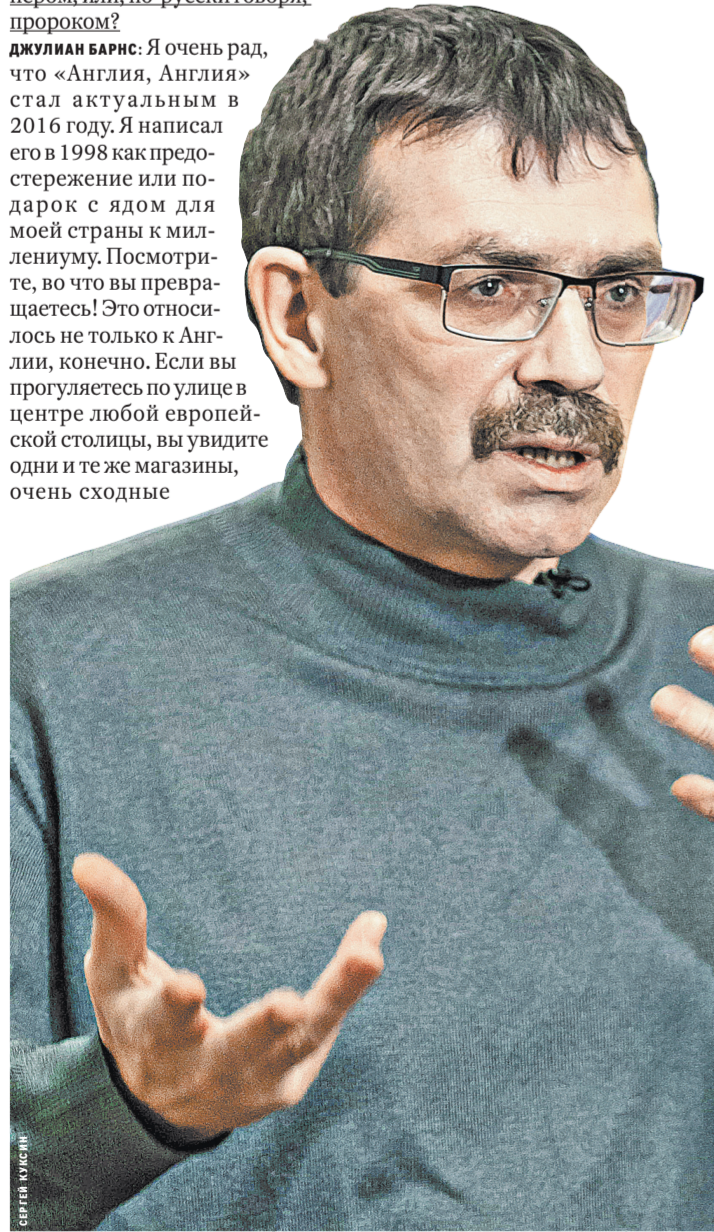 пером, или, по-русски говоря,
пророком?
ДЖУЛИАН БАРНС: Я очень рад,
что «Англия, Англия»
стал актуальным в
2016 году. Я написал
его в 1998 как предо-
стережение или по-
дарок с ядом для
моей страны к мил-
лениуму. Посмотри-
те, во что вы превра-
щаетесь! Это относи-
лось не только к Анг-
лии, конечно. Если вы
прогуляетесь по улице в
центре любой европей-
ской столицы, вы увидите
одни и те же магазины,
очень сходные
СЕРГЕЙ КУКСИН